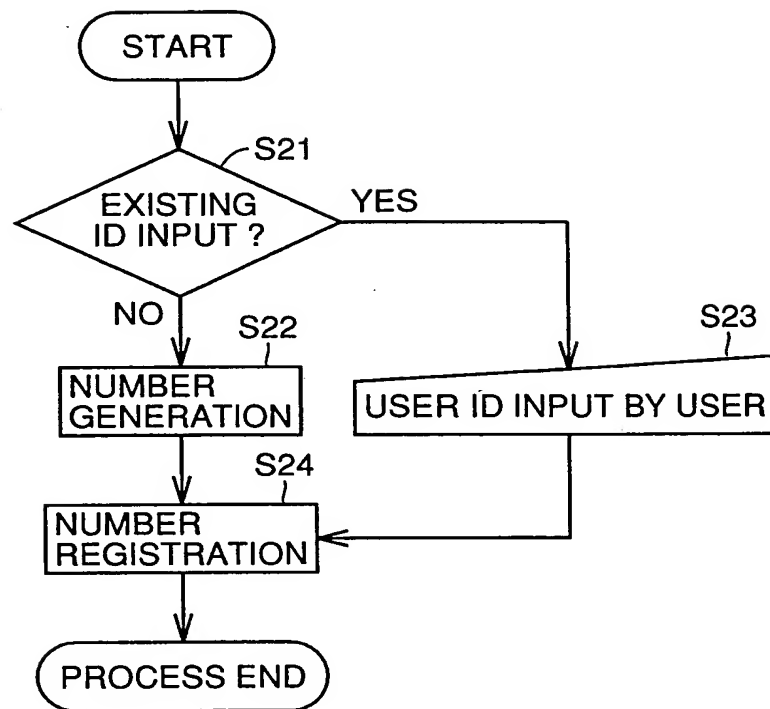 START
S21
EXISTING
ID INPUT ?
YES
NO
S22
NUMBER
GENERATION
S23
USER ID INPUT BY USER
S24
NUMBER
REGISTRATION
PROCESS END